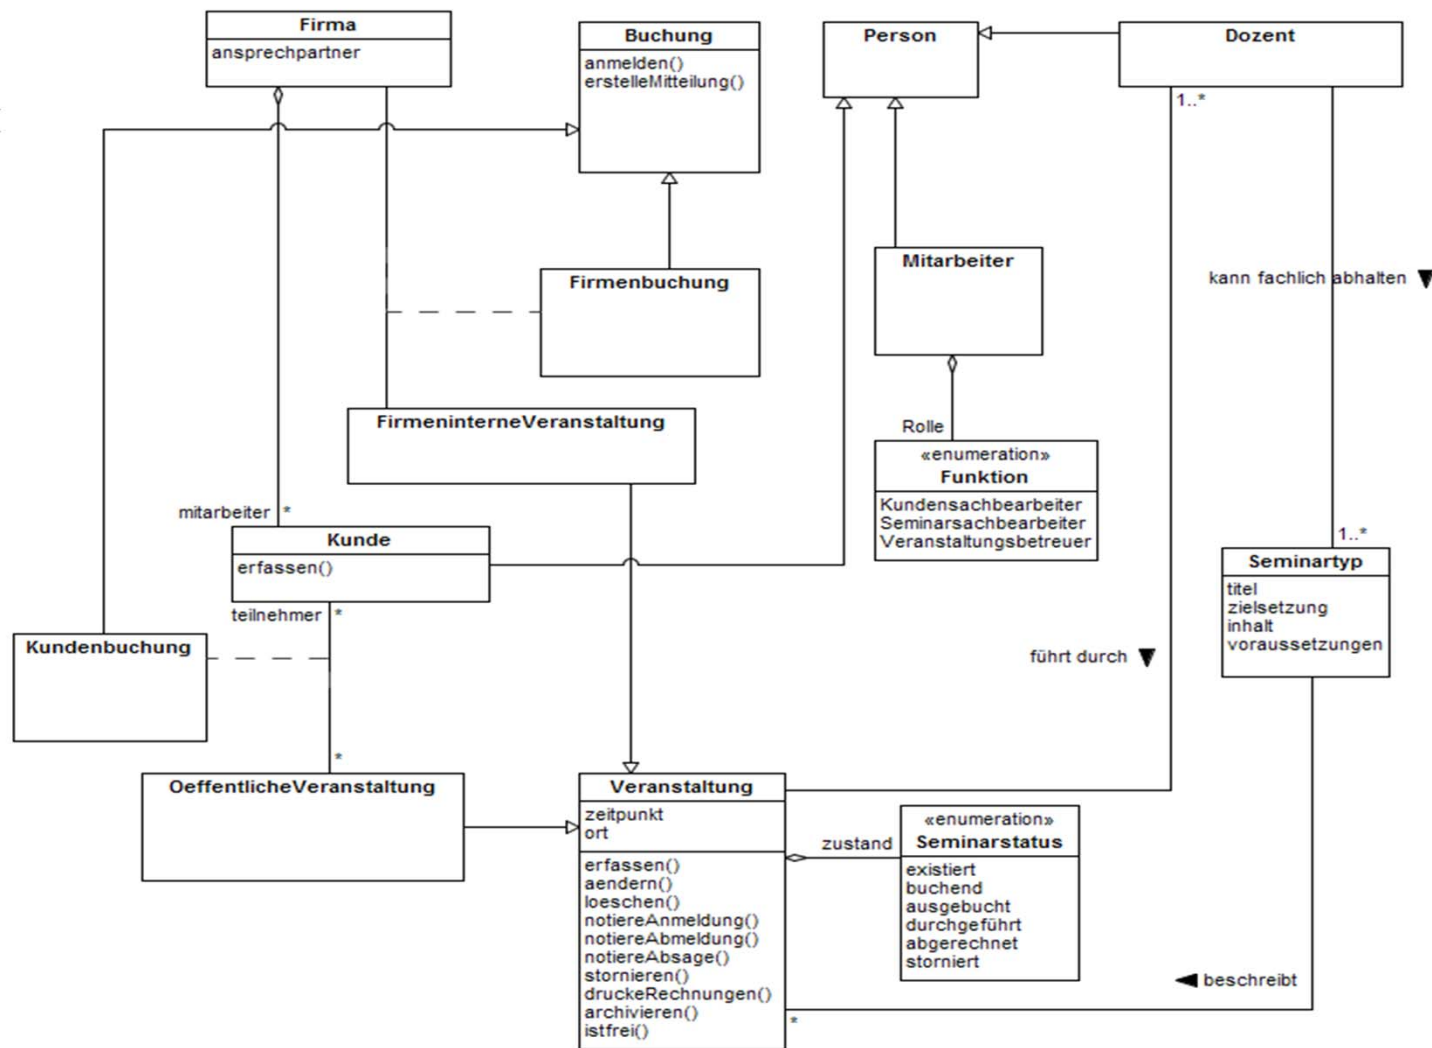 Firma
ansprechpartner
Buchung
anmelden()
erstelleMitteilung()
Person
Dozent
1..*
Firmenbuchung
Mitarbeiter
kann fachlich abhalten
FirmeninterneVeranstaltung
Rolle
«enumeration»
Funktion
Kundensachbearbeiter
Seminarsachbearbeiter
Veranstaltungsbetreuer
mitarbeiter *
Kunde
erfassen()
teilnehmer *
1..*
Seminartyp
titel
zielsetzung
inhalt
voraussetzungen
Kundenbuchung
führt durch
*
OeffentlicheVeranstaltung
Veranstaltung
zeitpunkt
ort
erfassen()
aendern()
loeschen()
notiereAnmeldung()
notiereAbmeldung()
notiereAbsage()
stornieren()
druckeRechnungen()
archivieren()
istfrei()
zustand
«enumeration»
Seminarstatus
existiert
buchend
ausgebucht
durchgeführt
abgerechnet
storniert
beschreibt
*